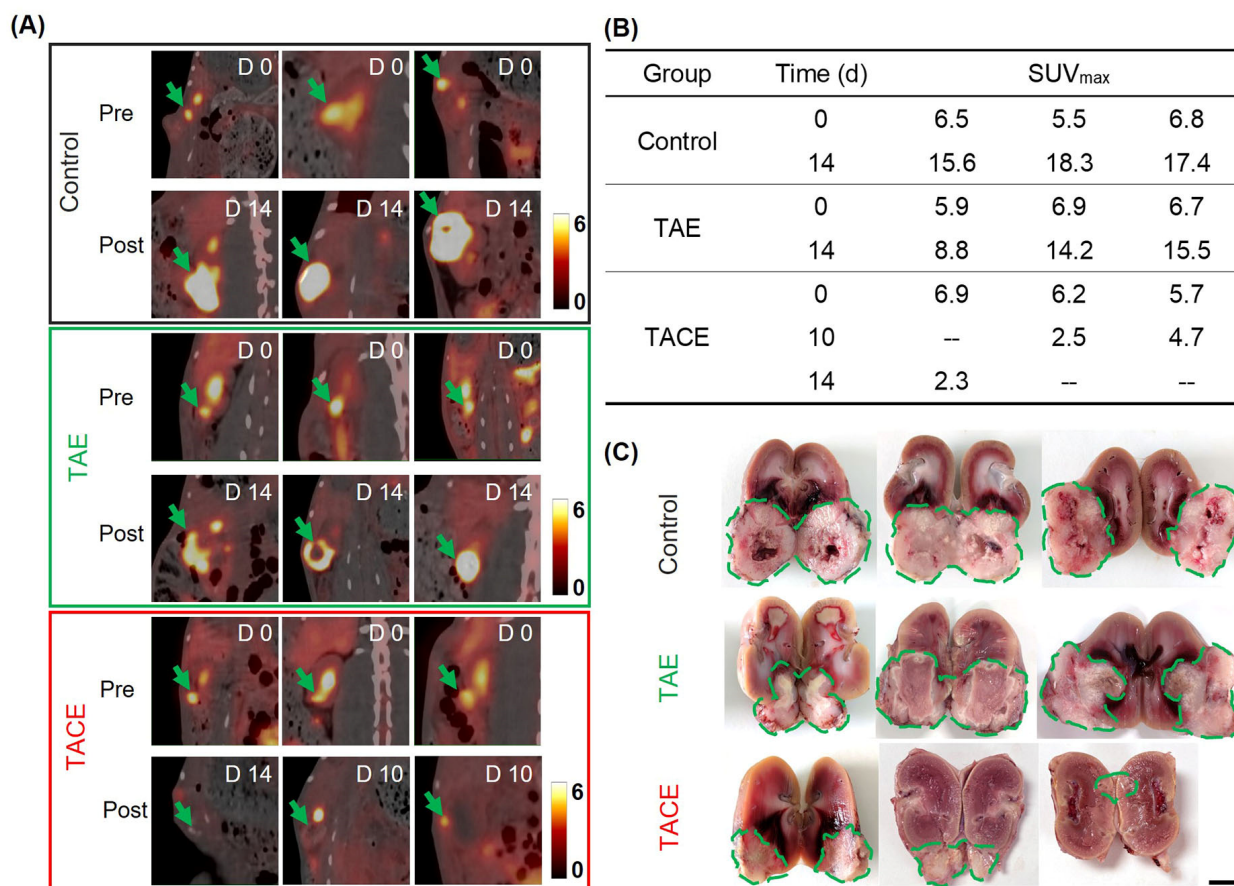 (A)
Control
Pre
D 0 D 0 D 0
Post
D 14 D 14 D 14
6
0
TAE
Pre
D 0 D 0 D 0
Post
D 14 D 14 D 14
6
0
TACE
Pre
D 0 D 0 D 0
Post
D 14 D 10 D 10
6
0
(B)
Group Time (d) SUVmax
Control
0 6.5 5.5 6.8
14 15.6 18.3 17.4
TAE
0 5.9 6.9 6.7
14 8.8 14.2 15.5
TACE
0 6.9 6.2 5.7
10 -- 2.5 4.7
14 2.3 -- --
(C)
Control
TAE
TACE